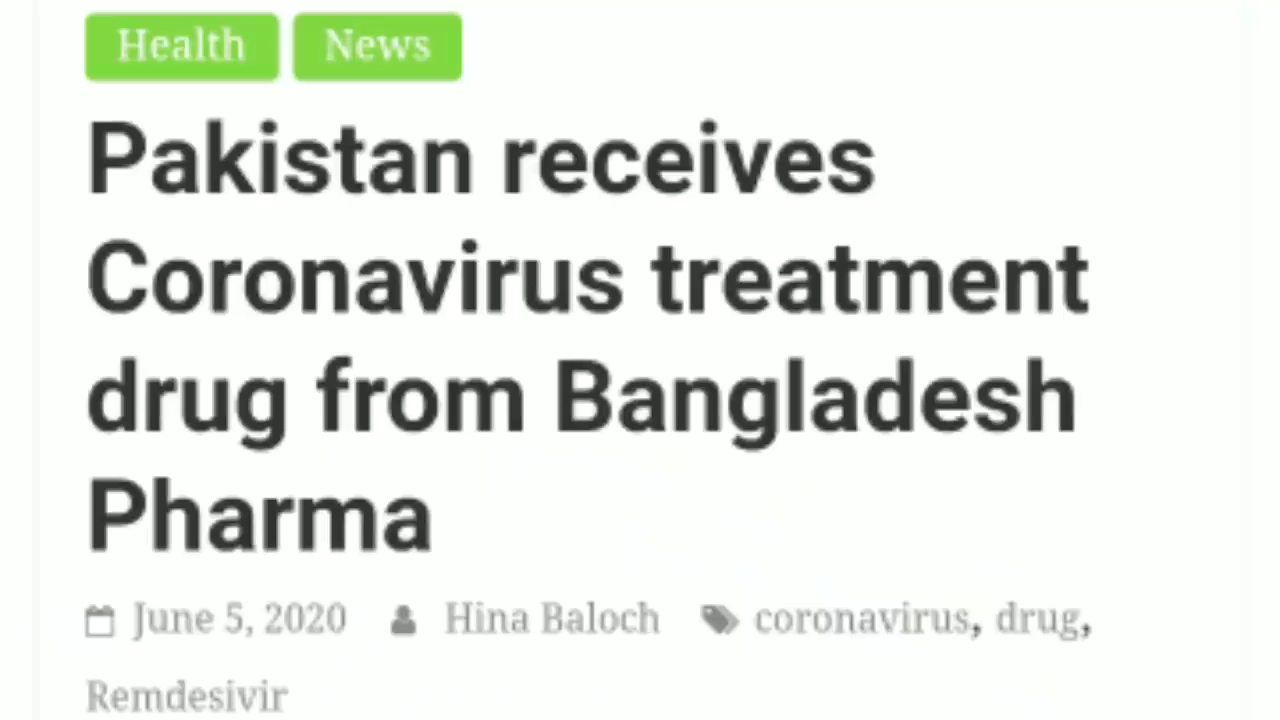 Health News
Pakistan receives
Coronavirus treatment
drug from Bangladesh
Pharma
June 5, 2020 Hina Baloch coronavirus, drug,
Remdesivir